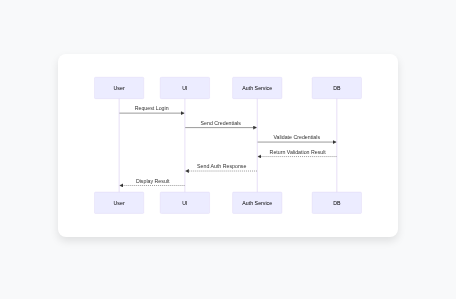 User UI Auth Service DB
Request Login
Send Credentials
Validate Credentials
Return Validation Result
Send Auth Response
Display Result
User UI Auth Service DB